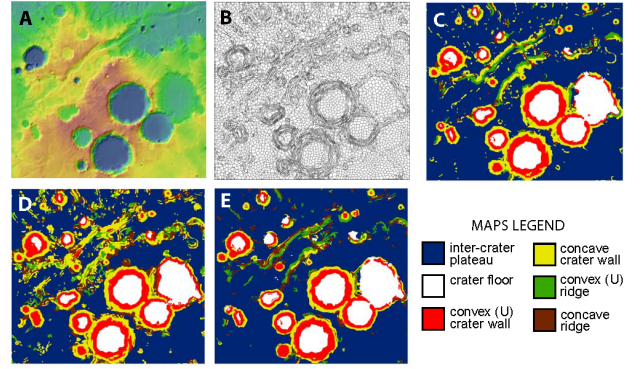 A
B
C
D
E
MAPS LEGEND
inter-crater
plateau
concave
crater wall
crater floor
convex (U)
ridge
convex (U)
crater wall
concave
ridge